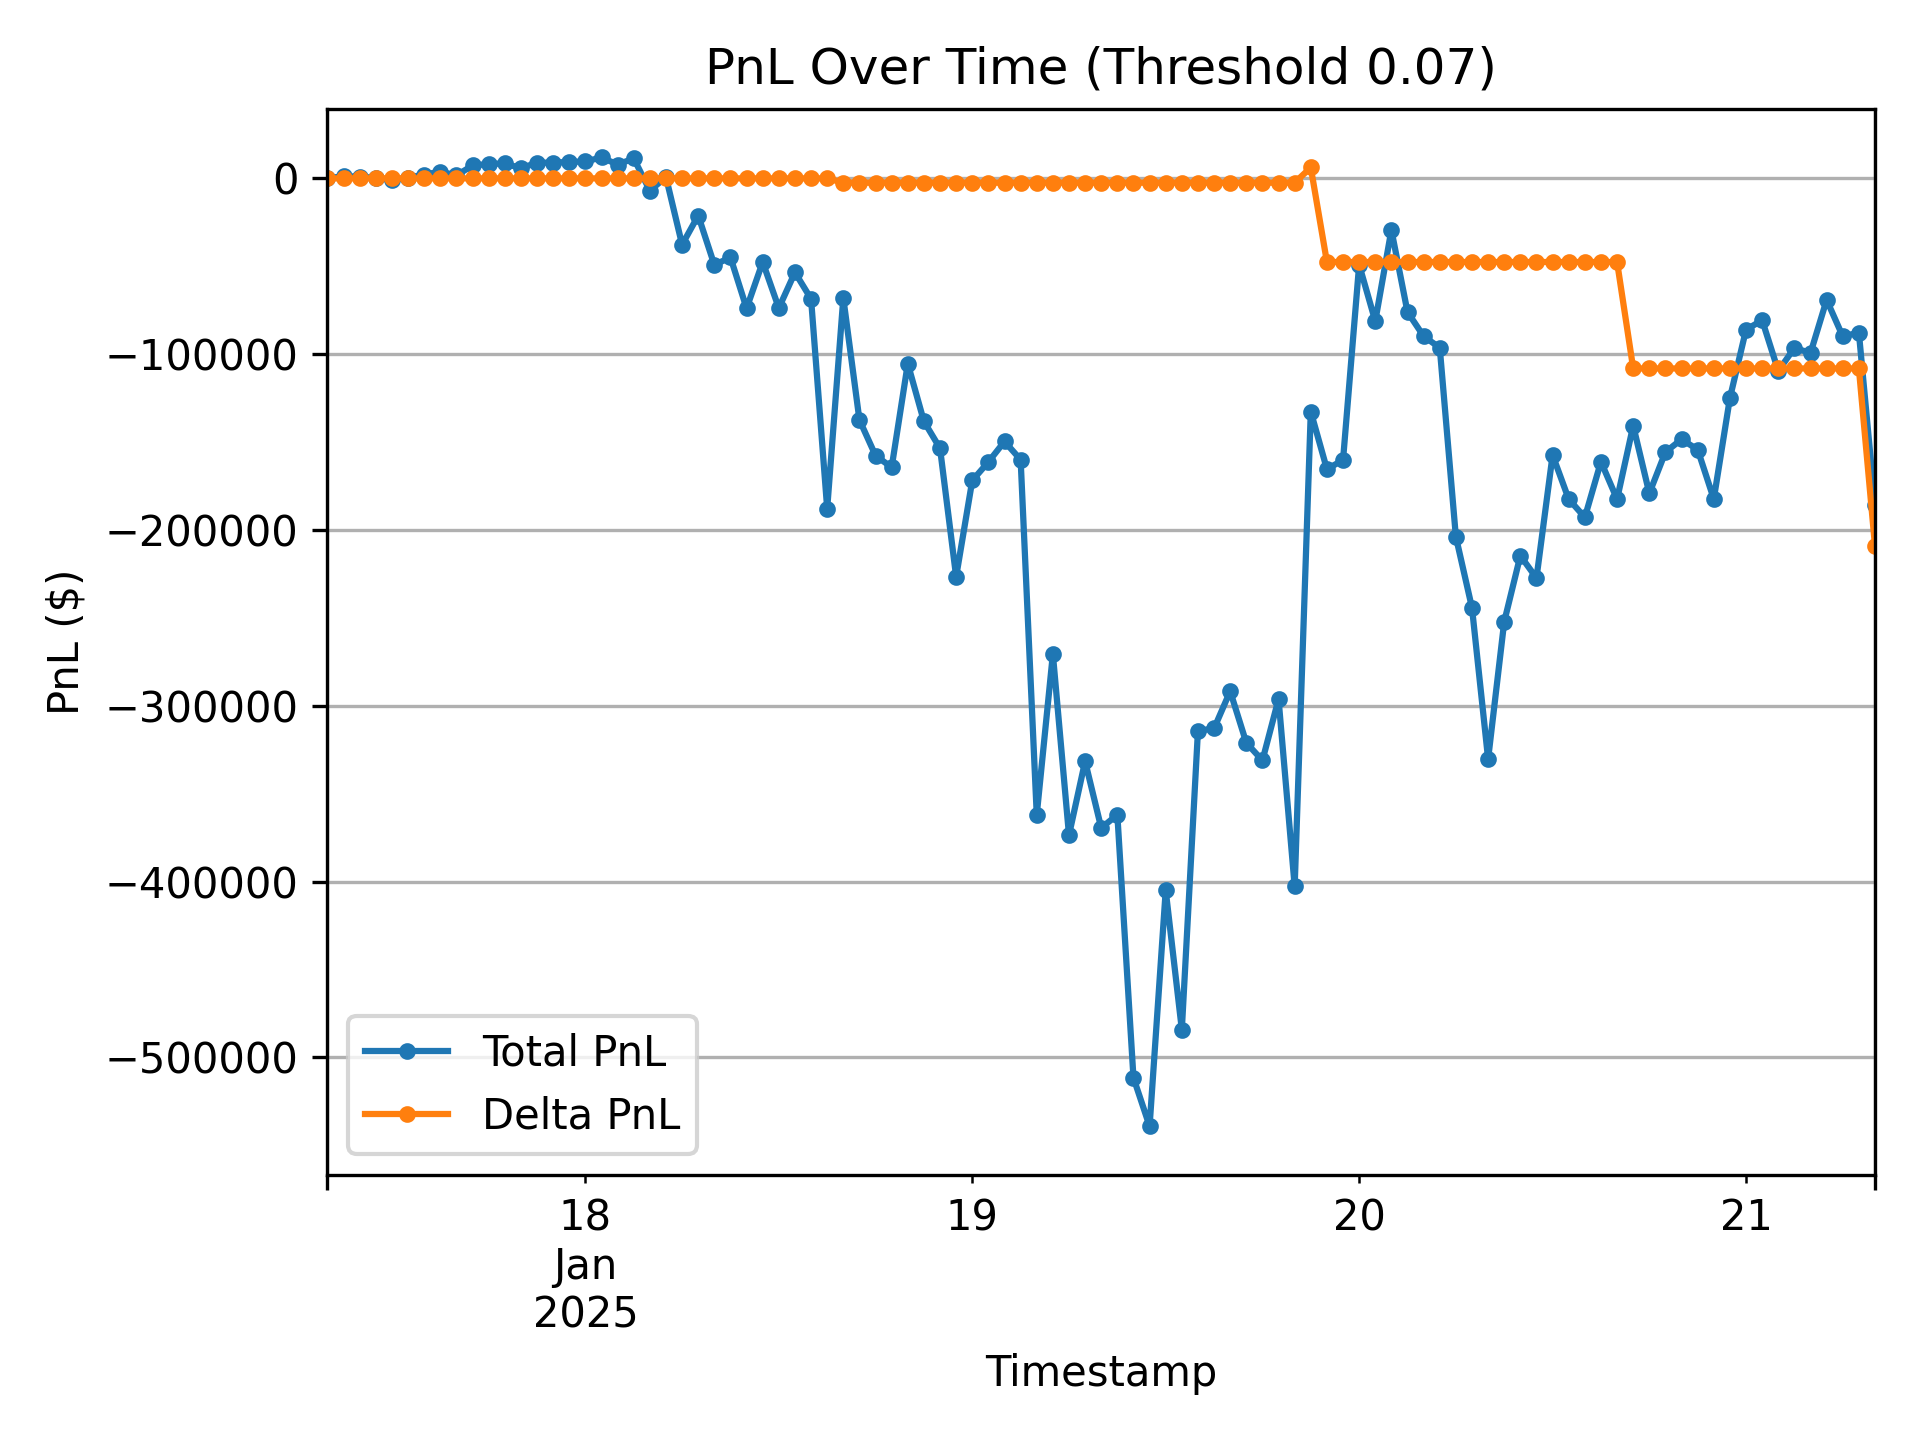 PnL Over Time (Threshold 0.07)
PnL ($)
0
−100000
−200000
−300000
−400000
−500000
Total PnL
Delta PnL
18 19 20 21
Jan
2025
Timestamp